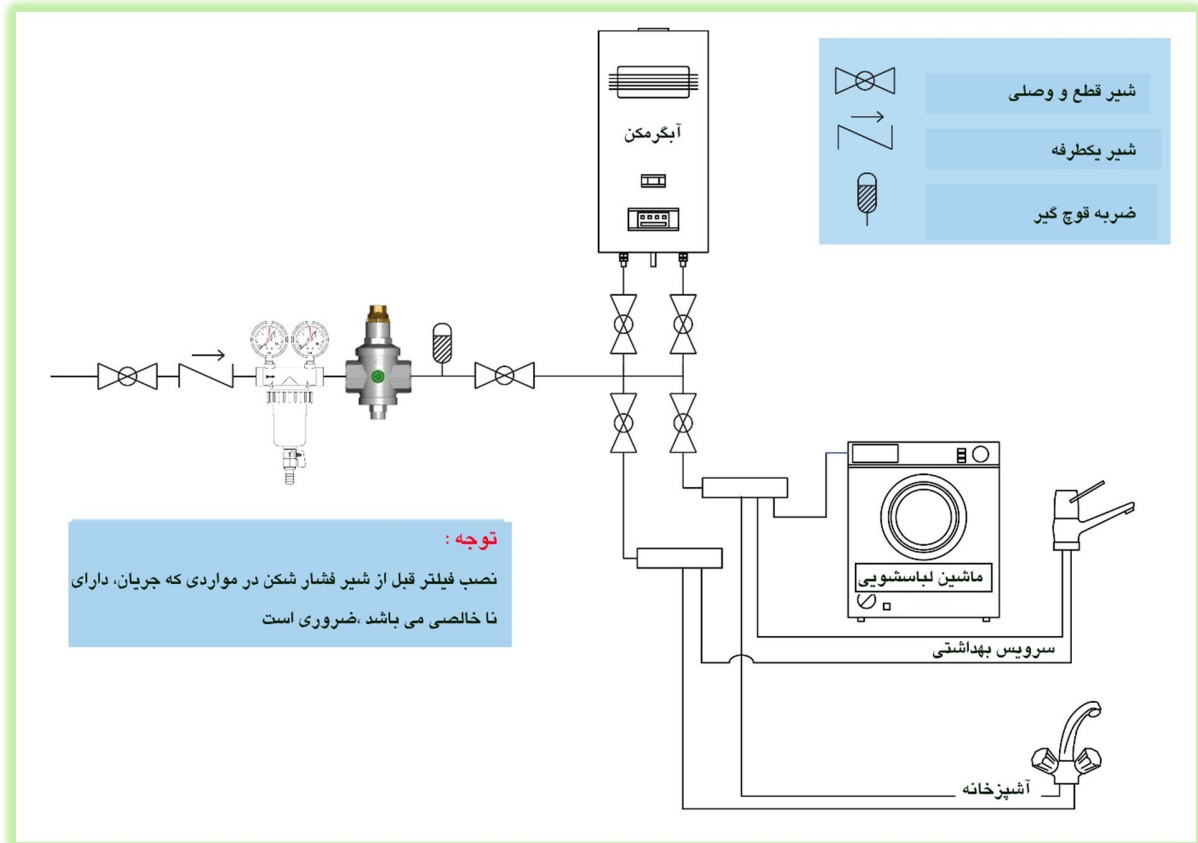 شیر قطع و وصلی
شیر یکطرفه
ضربه قوچ گیر
آبگرمکن
توجه :
نصب فیلتر قبل از شیر فشار شکن در مواردی که جریان، دارای
نا خالصی می باشد ،ضروری است
ماشین لباسشویی
سرویس بهداشتی
آشپزخانه